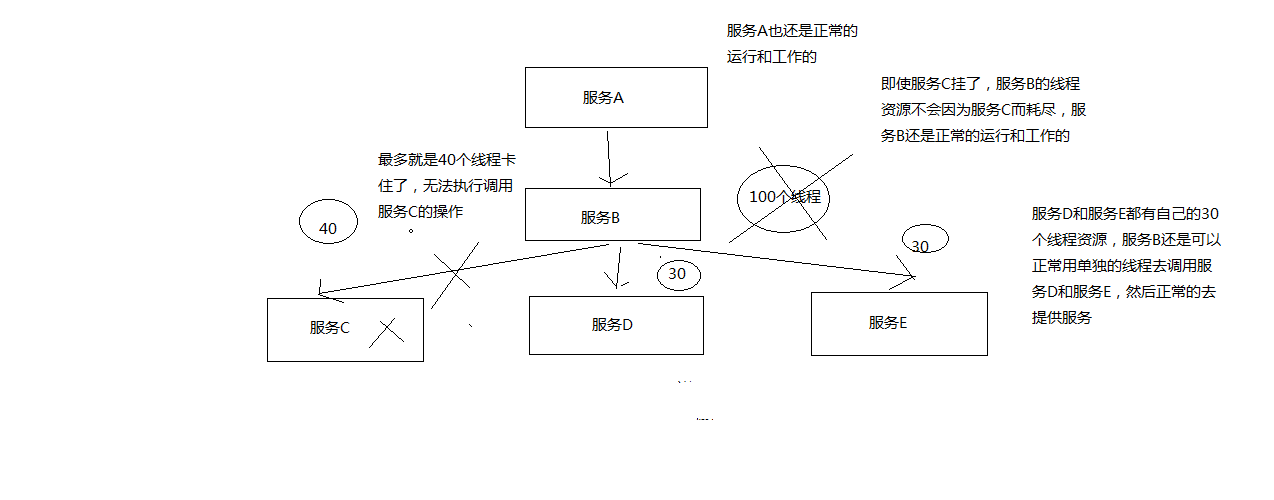 服务A也还是正常的
运行和工作的
服务A
即使服务C挂了，服务B的线程
资源不会因为服务C而耗尽，服
务B还是正常的运行和工作的
最多就是40个线程卡
住了，无法执行调用
服务C的操作
100个线程
服务B
40
服务D和服务E都有自己的30
个线程资源，服务B还是可以
正常用单独的线程去调用服
务D和服务E，然后正常的去
提供服务
30
30
服务C
服务D
服务E